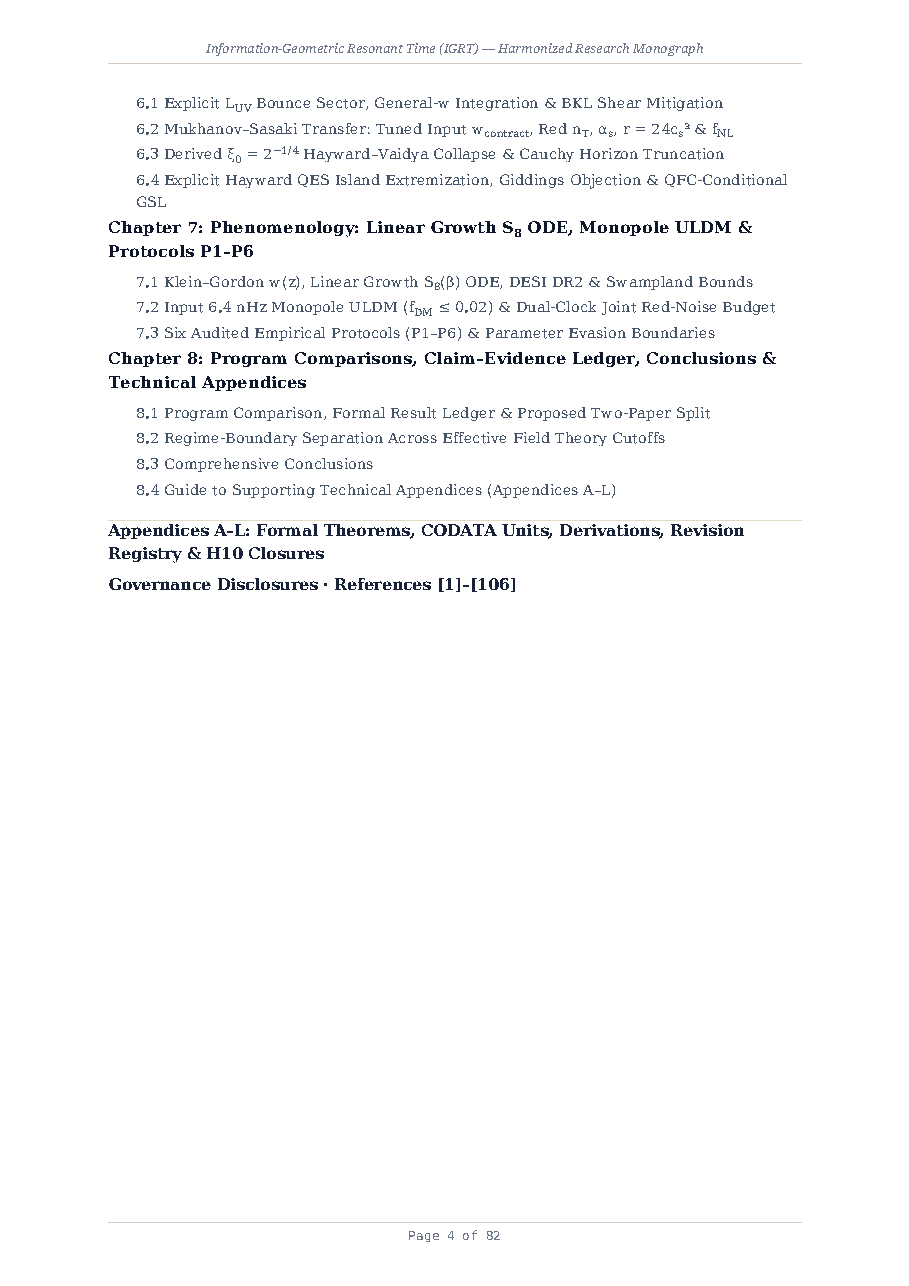 Information-Geometric Resonant Time (IGRT) — Harmonized Research Monograph
6.1 Explicit L_UV Bounce Sector, General-w Integration & BKL Shear Mitigation
6.2 Mukhanov–Sasaki Transfer: Tuned Input w_contract, Red n_T, α_s, r = 24c_s³ & f_NL
6.3 Derived ξ₀ = 2^−1/4 Hayward–Vaidya Collapse & Cauchy Horizon Truncation
6.4 Explicit Hayward QES Island Extremization, Giddings Objection & QFC-Conditional
GSL
Chapter 7: Phenomenology: Linear Growth S₈ ODE, Monopole ULDM &
Protocols P1–P6
7.1 Klein–Gordon w(z), Linear Growth S₈(β) ODE, DESI DR2 & Swampland Bounds
7.2 Input 6.4 nHz Monopole ULDM (f_DM ≤ 0.02) & Dual-Clock Joint Red-Noise Budget
7.3 Six Audited Empirical Protocols (P1–P6) & Parameter Evasion Boundaries
Chapter 8: Program Comparisons, Claim–Evidence Ledger, Conclusions &
Technical Appendices
8.1 Program Comparison, Formal Result Ledger & Proposed Two-Paper Split
8.2 Regime-Boundary Separation Across Effective Field Theory Cutoffs
8.3 Comprehensive Conclusions
8.4 Guide to Supporting Technical Appendices (Appendices A–L)
Appendices A–L: Formal Theorems, CODATA Units, Derivations, Revision
Registry & H10 Closures
Governance Disclosures · References [1]–[106]
Page 4 of 82